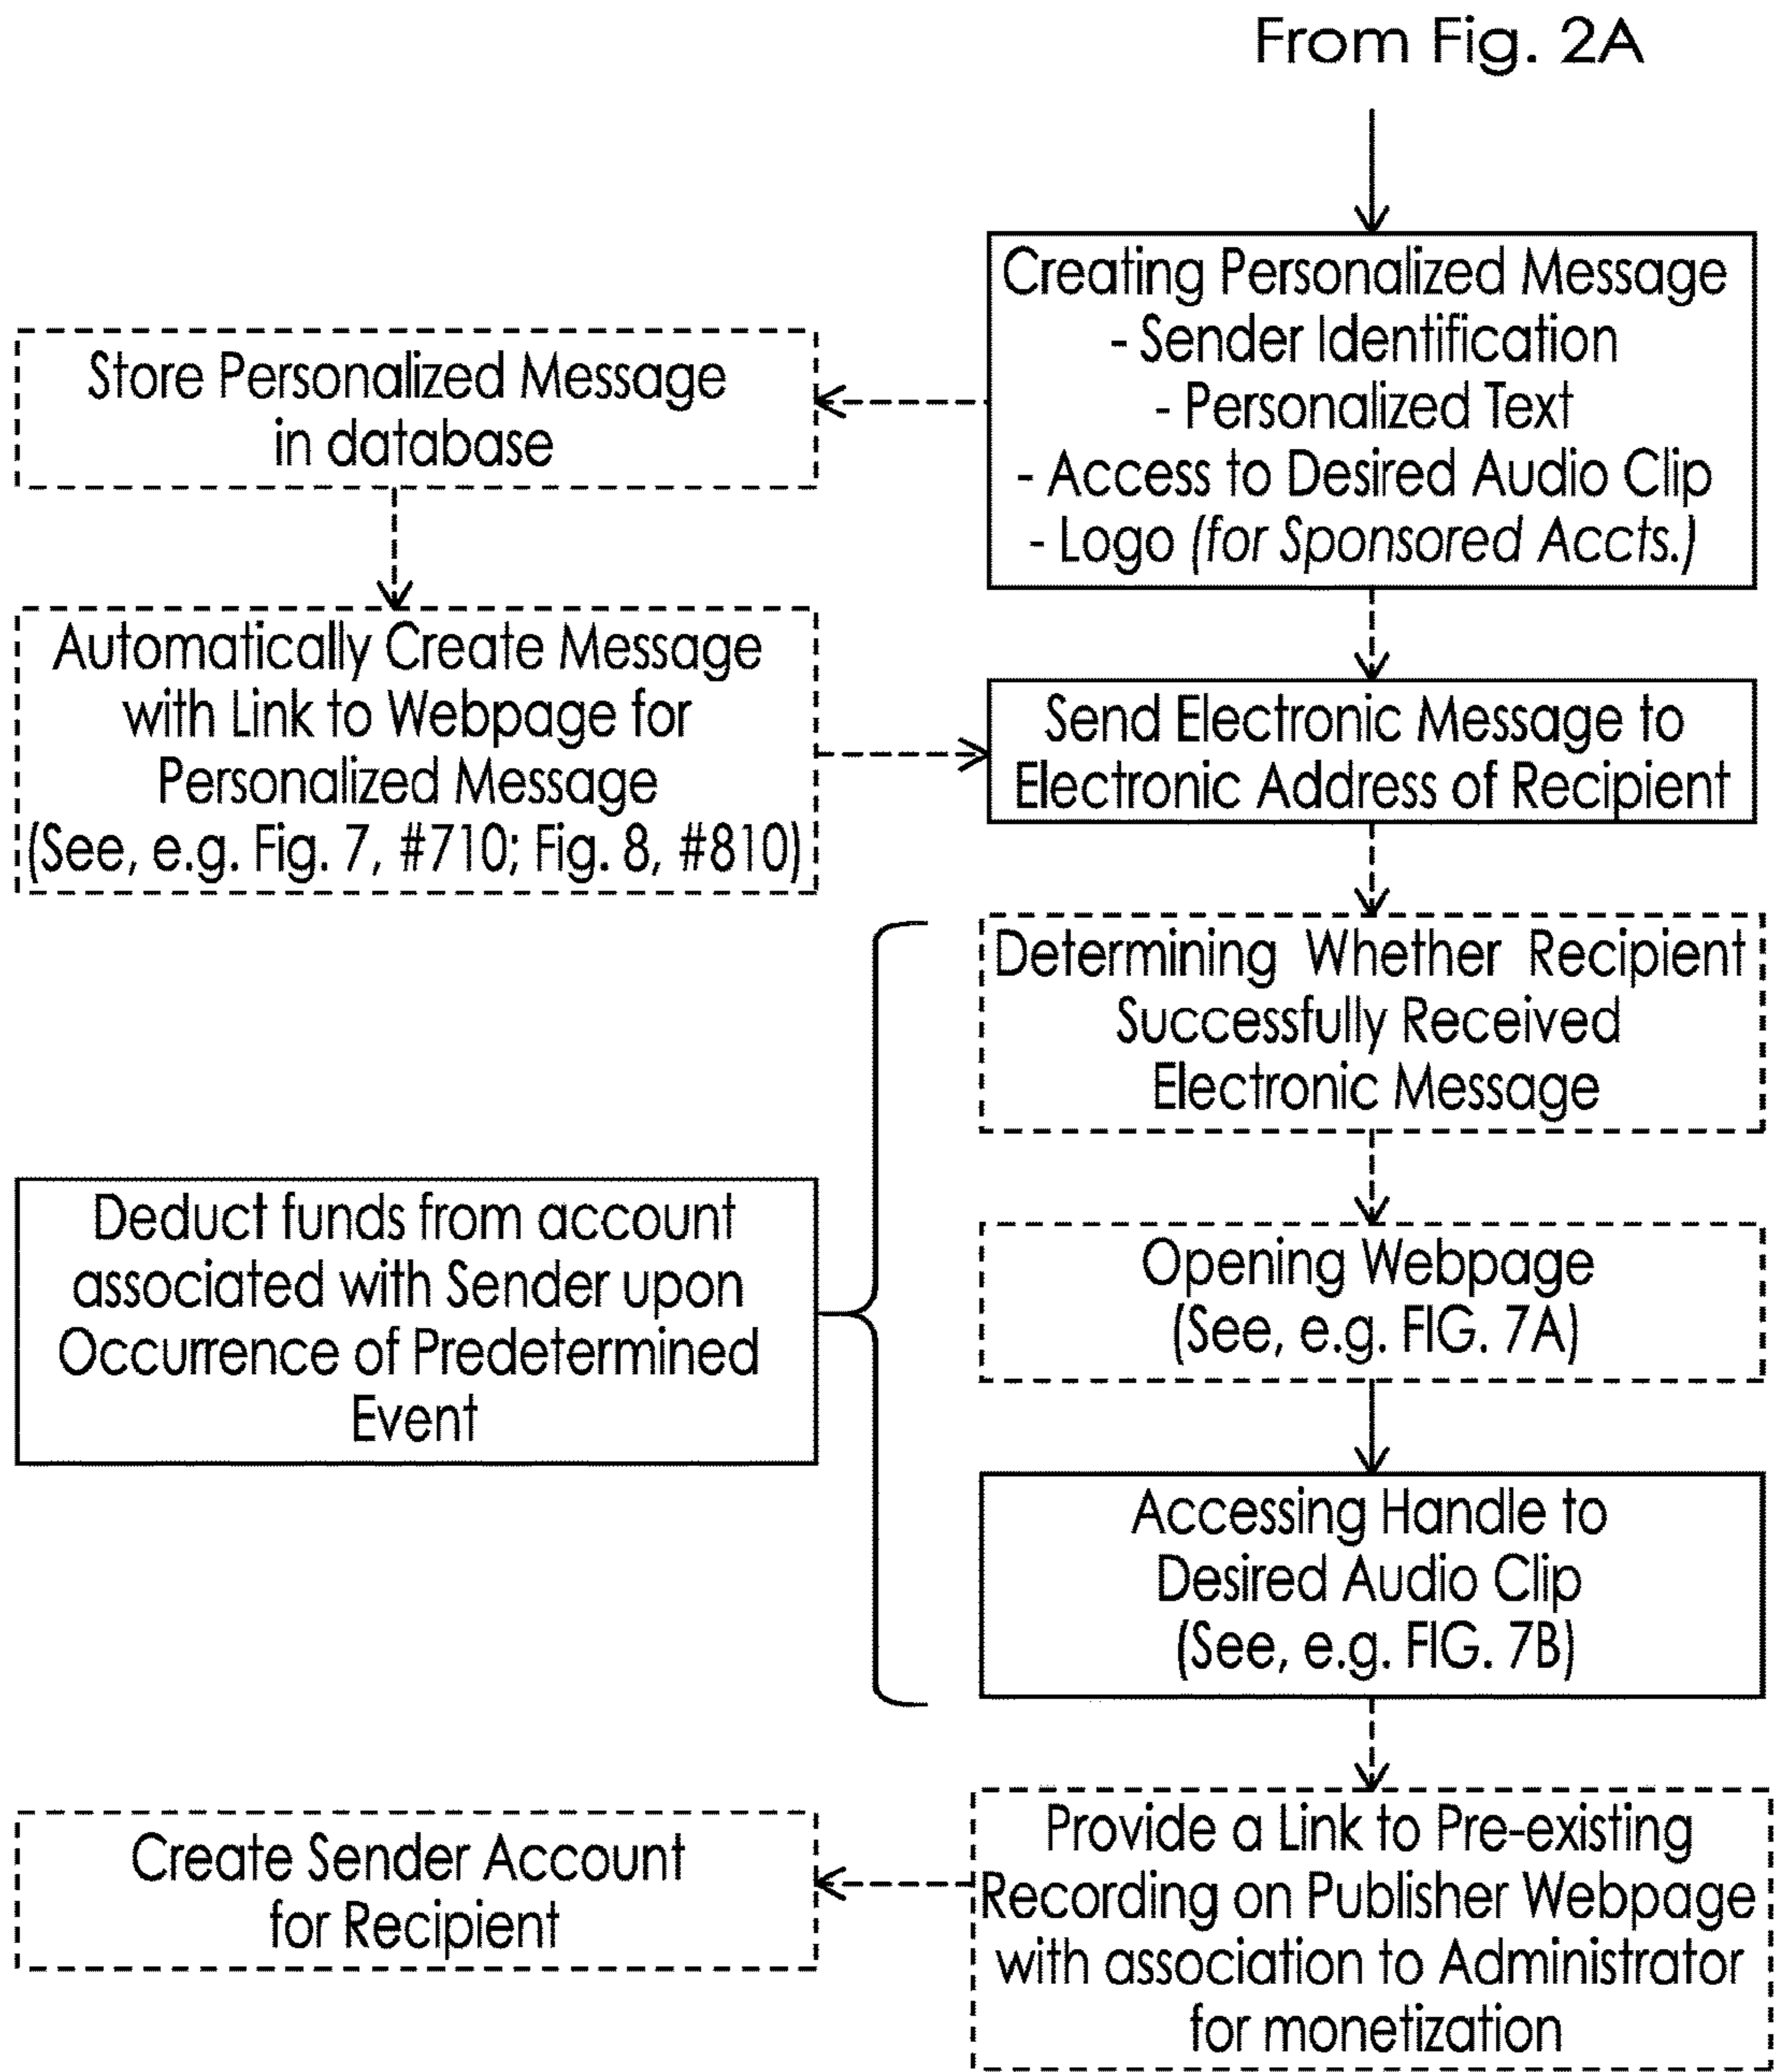 From Fig. 2A
Creating Personalized Message
- Sender Identification
- Personalized Text
- Access to Desired Audio Clip
- Logo (for Sponsored Accts.)
Store Personalized Message
in database
Automatically Create Message
with Link to Webpage for
Personalized Message
(See, e.g. Fig. 7, #710; Fig. 8, #810)
Send Electronic Message to
Electronic Address of Recipient
Determining Whether Recipient
Successfully Received
Electronic Message
Deduct funds from account
associated with Sender upon
Occurrence of Predetermined
Event
Opening Webpage
(See, e.g. FIG. 7A)
Accessing Handle to
Desired Audio Clip
(See, e.g. FIG. 7B)
Provide a Link to Pre-existing
Recording on Publisher Webpage
with association to Administrator
for monetization
Create Sender Account
for Recipient